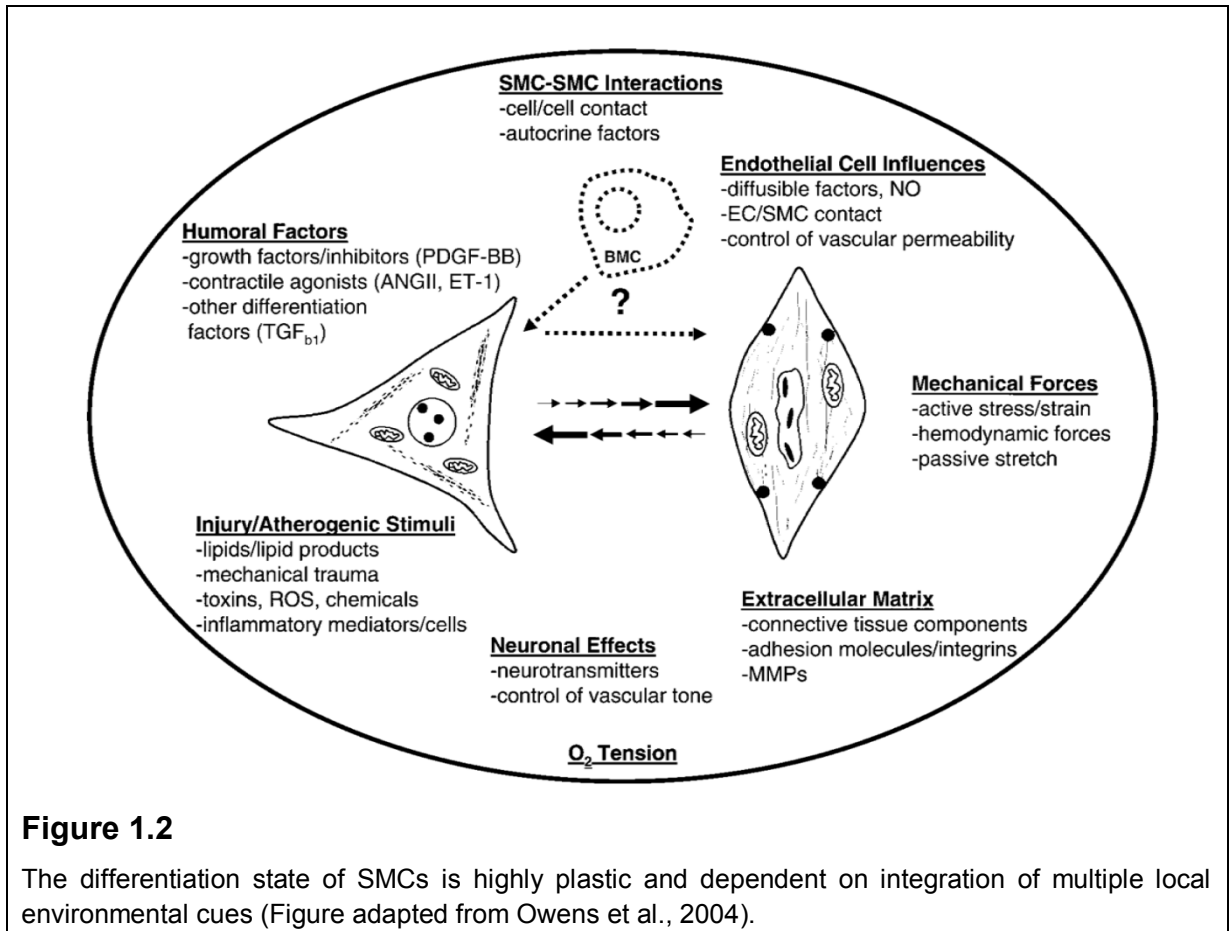 SMC-SMC Interactions
-cell/cell contact
-autocrine factors
Endothelial Cell Influences
-diffusible factors, NO
-EC/SMC contact
-control of vascular permeability
Humoral Factors
-growth factors/inhibitors (PDGF-BB)
-contractile agonists (ANGII, ET-1)
-other differentiation
factors (TGFb1)
BMC
?
Mechanical Forces
-active stress/strain
-hemodynamic forces
-passive stretch
Injury/Atherogenic Stimuli
-lipids/lipid products
-mechanical trauma
-toxins, ROS, chemicals
-inflammatory mediators/cells
Neuronal Effects
-neurotransmitters
-control of vascular tone
Extracellular Matrix
-connective tissue components
-adhesion molecules/integrins
-MMPs
O2 Tension
Figure 1.2
The differentiation state of SMCs is highly plastic and dependent on integration of multiple local
environmental cues (Figure adapted from Owens et al., 2004).